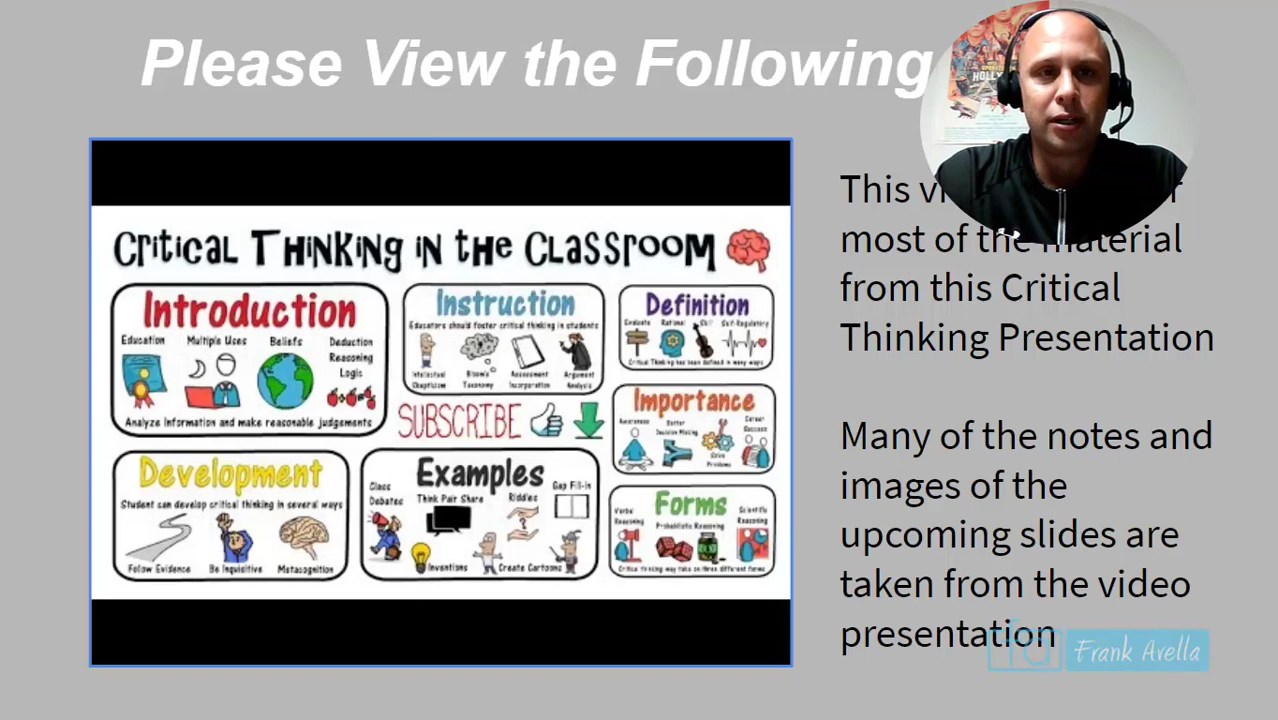 Please View the Following
HOLLY
This vi
most of the material
from this Critical
Thinking Presentation
Many of the notes and
images of the
upcoming slides are
taken from the video
presentation
fa Frank Avella
Critical Thinking in the Classroom
Introduction
Education Multiple Uses Beliefs Deduction
Reasoning
Logic
Analyze Information and make reasonable judgements
Instruction
Educators should foster critical thinking in students
Intelectual Bloom's Assessment Argument
Skepticism Taxonomy Incorporation Analysis
Definition
Evaluate Rational Skill Self-Regulatory
Critical Thinking has been defined in many ways
SUBSCRIBE
Importance
Awareness Better Career
Decision Making Success
Solve
Problems
Development
Student can develop critical thinking in several ways
Follow Evidence Be Inquisitive Metacognition
Examples
Class Think Pair Share Riddles Gap Fill-in
Debates
Inventions Create Cartoons
Forms
Verbal Probabilistic Reasoning Scientific
Reasoning Reasoning
Critical thinking may take on three different forms